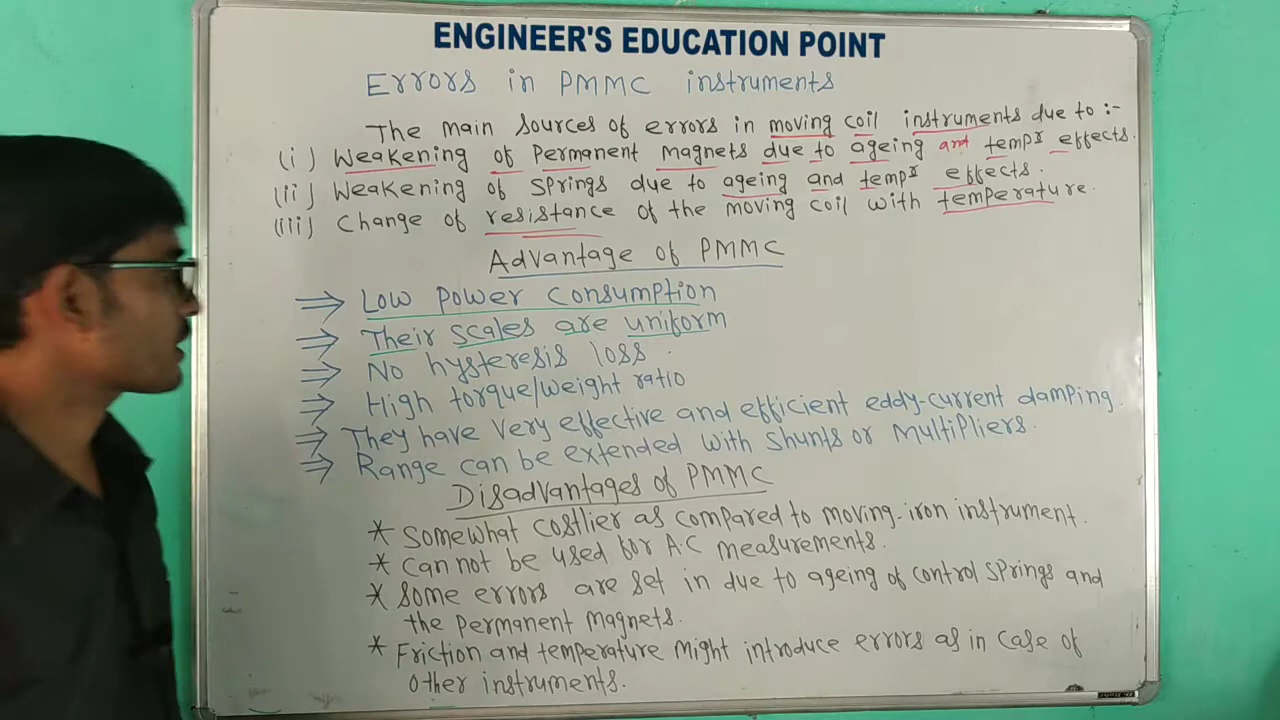 ENGINEER'S EDUCATION POINT
Errors in PMMC instruments
The main sources of errors in moving coil instruments due to :-
(i) Weakening of Permanent magnets due to ageing and tempr effects.
(ii) Weakening of springs due to ageing and tempr effects.
(iii) Change of resistance of the moving coil with temperature.
Advantage of PMMC
⇒ Low power consumption
⇒ Their scales are uniform
⇒ No hysteresis loss.
⇒ High torque/weight ratio
⇒ They have very effective and efficient eddy-current damping.
⇒ Range can be extended with shunts or Multipliers.
Disadvantages of PMMC
* Somewhat costlier as compared to moving-iron instrument.
* Can not be used for A.C measurements.
* Some errors are set in due to ageing of control springs and
the permanent magnets.
* Friction and temperature might introduce errors as in case of
other instruments.